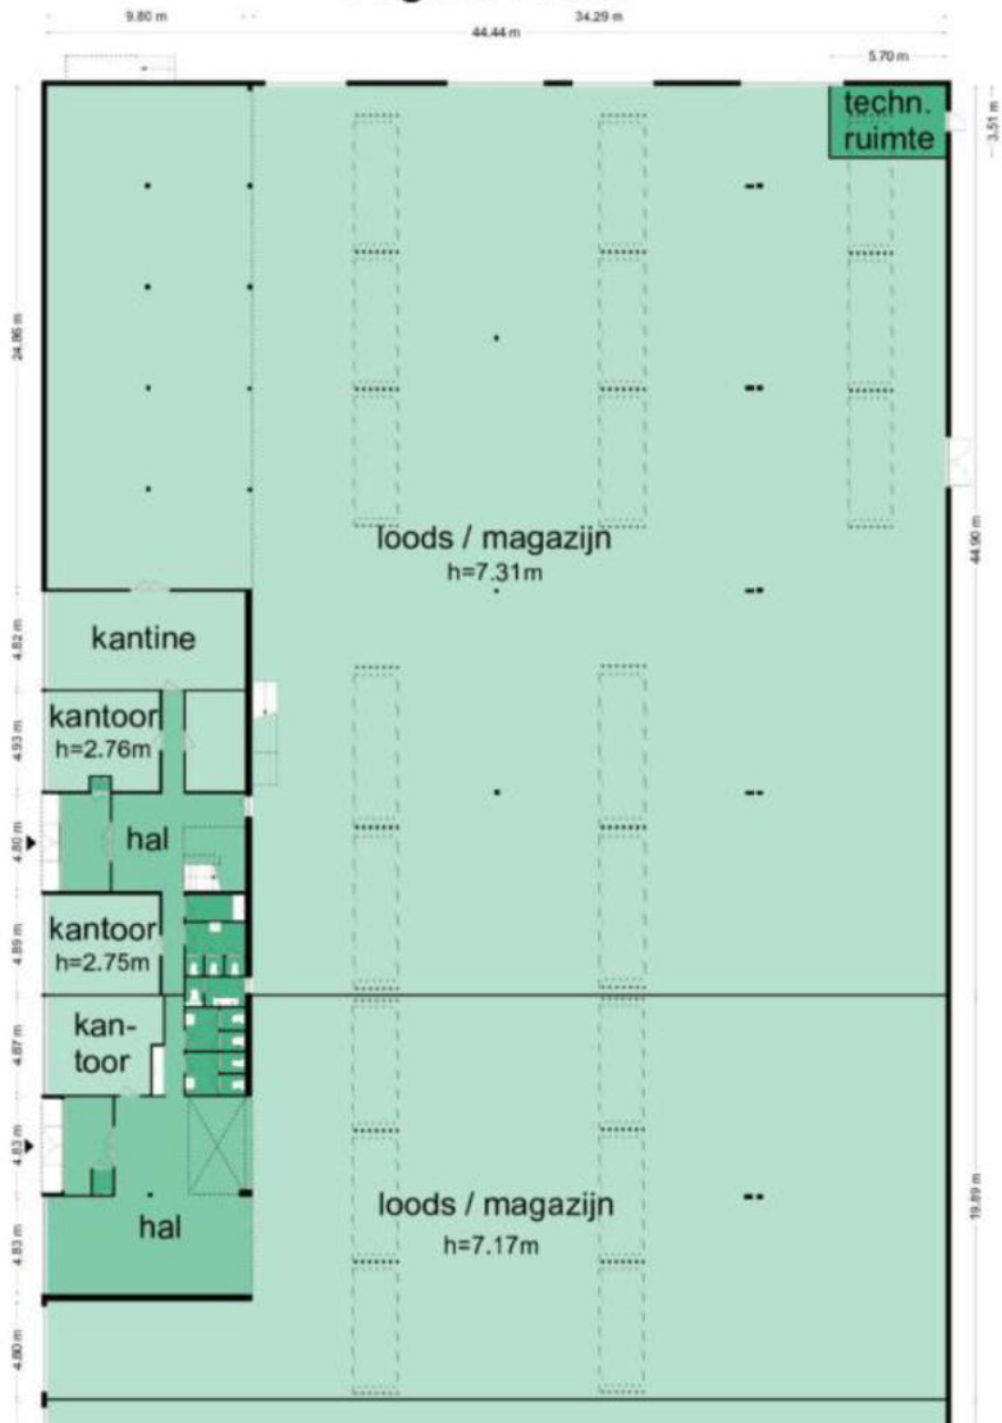 9.80 m
34.29 m
44.44 m
5.70 m
techn.
ruimte
3.51 m
24.86 m
loods / magazijn
h=7.31m
44.90 m
kantine
4.82 m
kantoor
h=2.76m
4.93 m
hal
4.80 m
kantoor
h=2.75m
4.89 m
kan-
toor
4.87 m
4.83 m
loods / magazijn
h=7.17m
19.89 m
hal
4.83 m
4.80 m